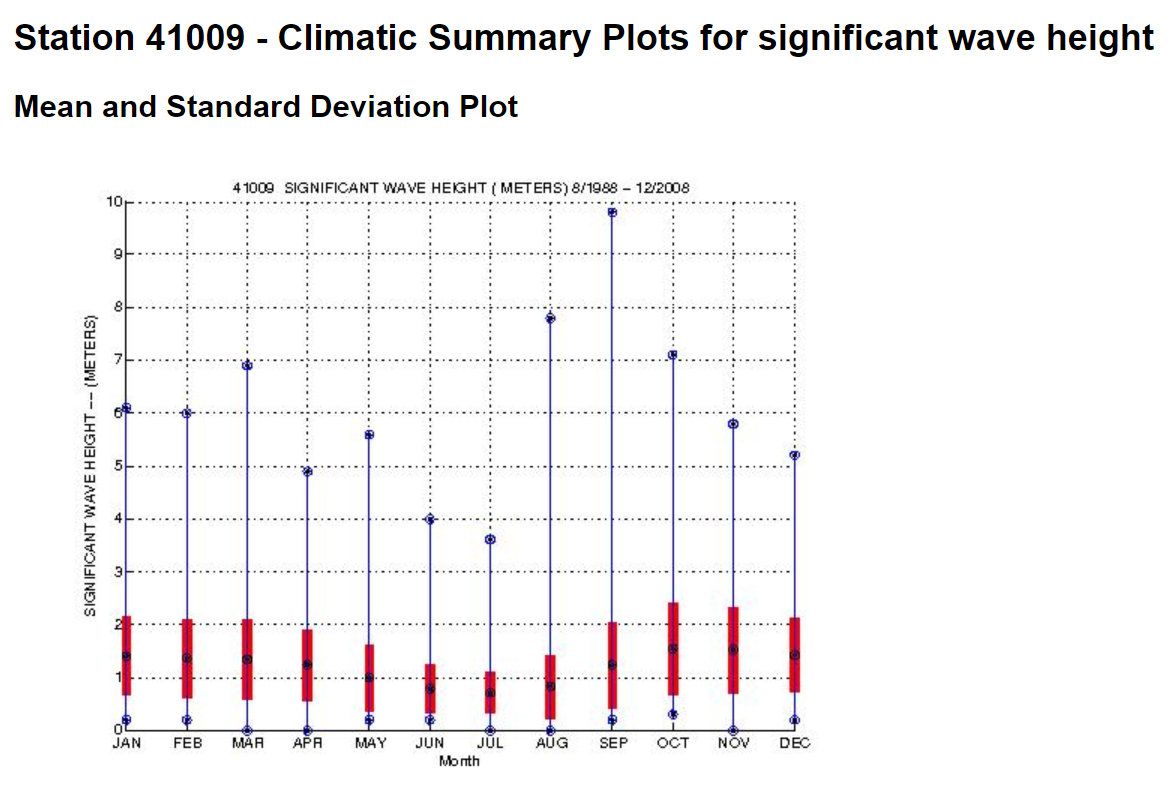 Station 41009 - Climatic Summary Plots for significant wave height
Mean and Standard Deviation Plot
41009 SIGNIFICANT WAVE HEIGHT ( METERS) 8/1988 – 12/2008
SIGNIFICANT WAVE HEIGHT –– (METERS)
10
9
8
7
6
5
4
3
2
1
0
JAN FEB MAR APR MAY JUN JUL AUG SEP OCT NOV DEC
Month